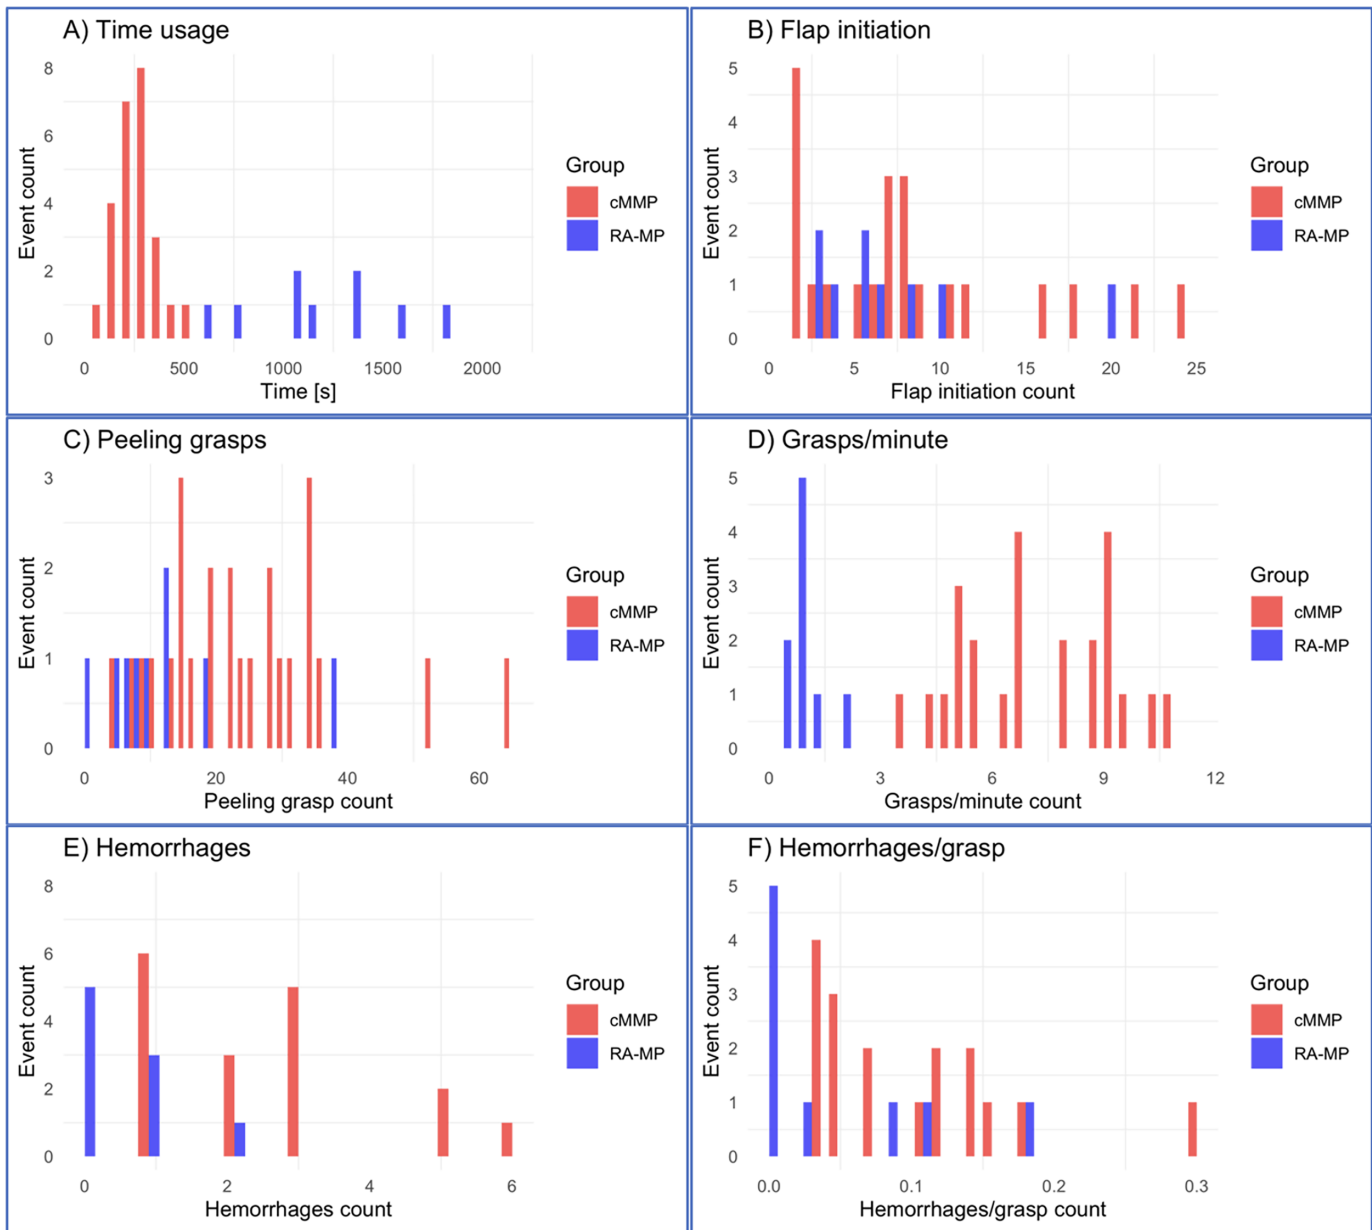 A) Time usage
8
6
4
2
0
Event count
0 500 1000 1500 2000
Time [s]
Group
cMMP
RA-MP
B) Flap initiation
5
4
3
2
1
0
Event count
0 5 10 15 20 25
Flap initiation count
Group
cMMP
RA-MP
C) Peeling grasps
3
2
1
0
Event count
0 20 40 60
Peeling grasp count
Group
cMMP
RA-MP
D) Grasps/minute
5
4
3
2
1
0
Event count
0 3 6 9 12
Grasps/minute count
Group
cMMP
RA-MP
E) Hemorrhages
8
6
4
2
0
Event count
0 2 4 6
Hemorrhages count
Group
cMMP
RA-MP
F) Hemorrhages/grasp
5
4
3
2
1
0
Event count
0.0 0.1 0.2 0.3
Hemorrhages/grasp count
Group
cMMP
RA-MP